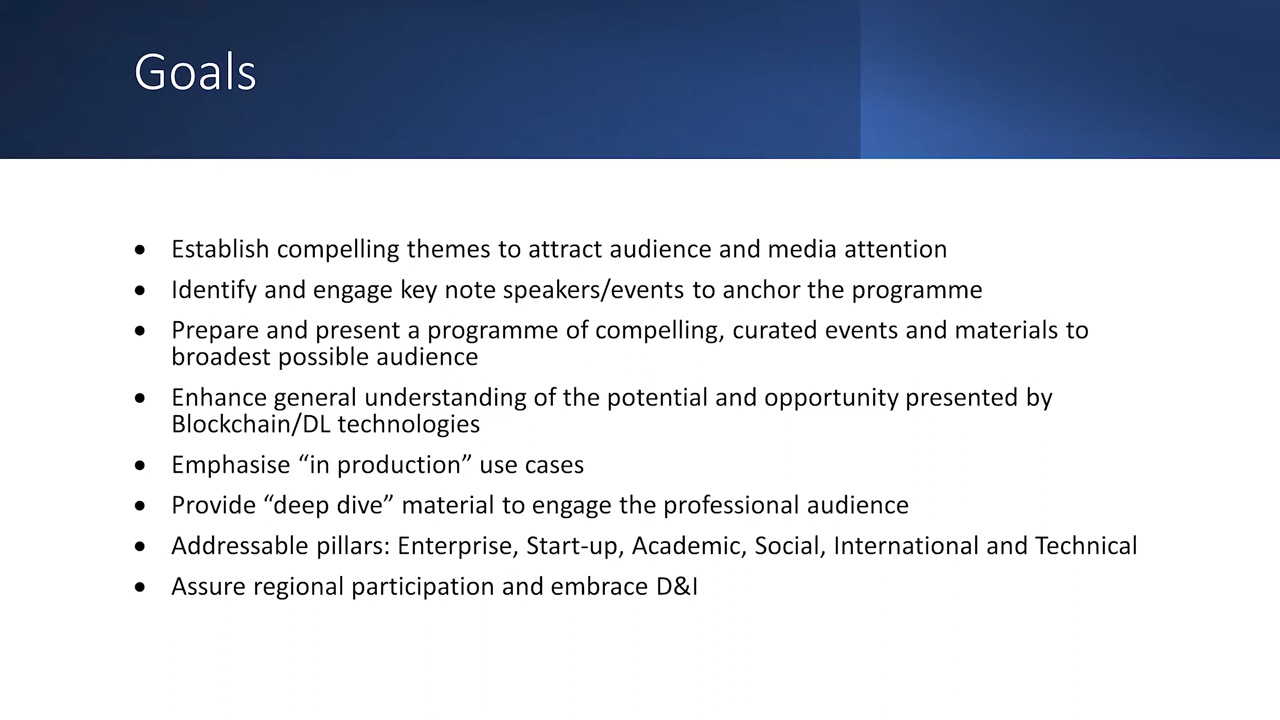 Goals
• Establish compelling themes to attract audience and media attention
• Identify and engage key note speakers/events to anchor the programme
• Prepare and present a programme of compelling, curated events and materials to
broadest possible audience
• Enhance general understanding of the potential and opportunity presented by
Blockchain/DL technologies
• Emphasise “in production” use cases
• Provide “deep dive” material to engage the professional audience
• Addressable pillars: Enterprise, Start-up, Academic, Social, International and Technical
• Assure regional participation and embrace D&I